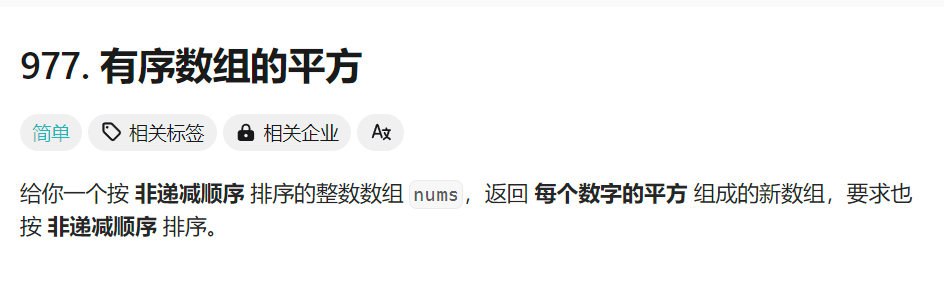 977. 有序数组的平方
简单 相关标签 相关企业 A文
给你一个按 非递减顺序 排序的整数数组 nums，返回 每个数字的平方 组成的新数组，要求也
按 非递减顺序 排序。